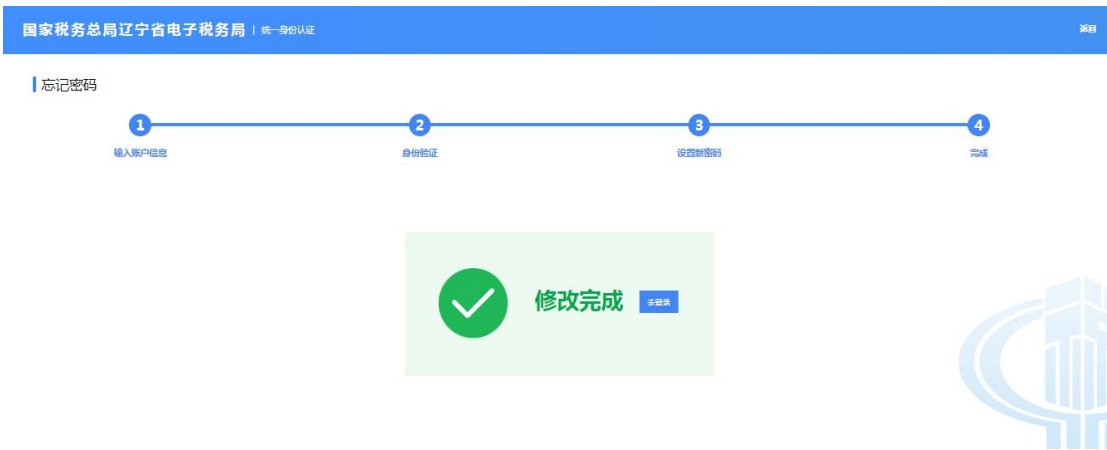 国家税务总局辽宁省电子税务局 | 统一身份认证 返回
忘记密码
1 2 3 4
输入账户信息 身份验证 设置新密码 完成
修改完成 去登录